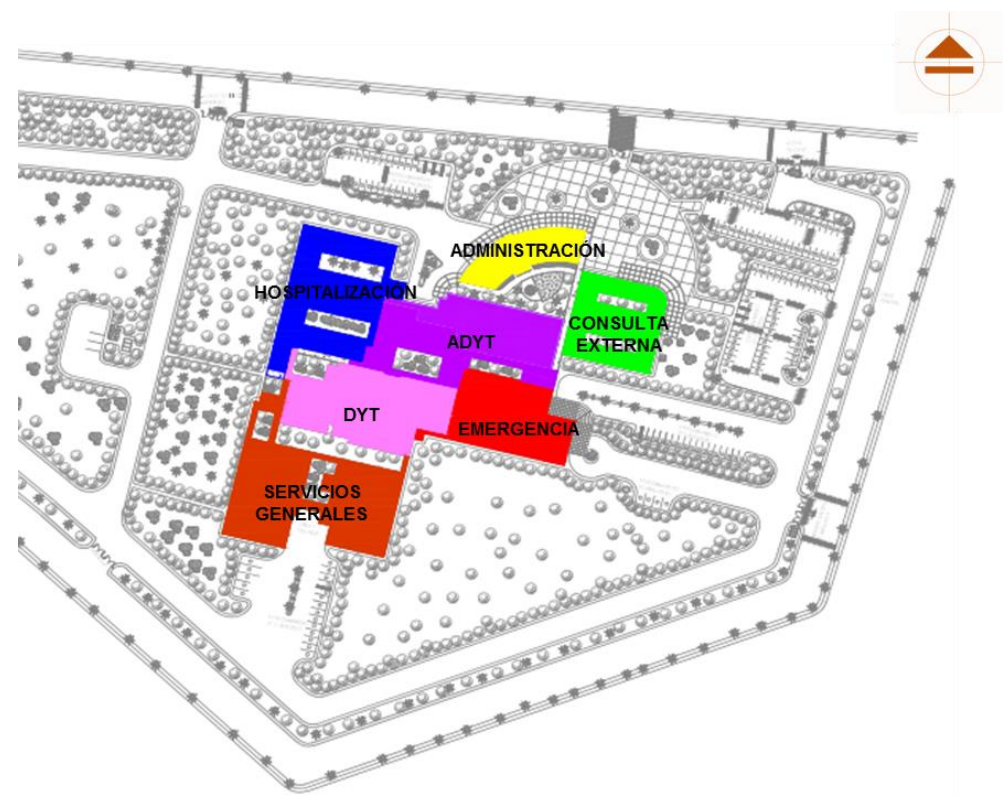 ADMINISTRACIÓN
HOSPITALIZACIÓN
CONSULTA
EXTERNA
ADYT
DYT
EMERGENCIA
SERVICIOS
GENERALES